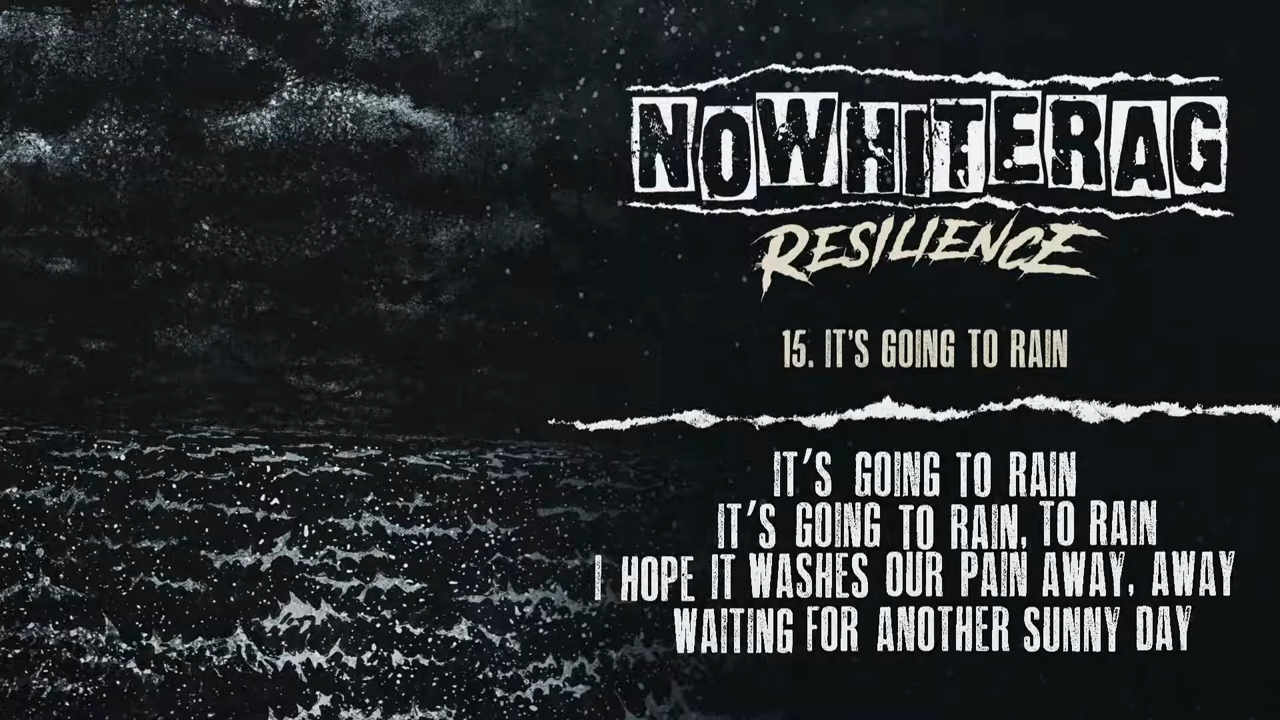 NOWHITERAG
RESILIENCE
15. IT'S GOING TO RAIN
IT'S GOING TO RAIN
IT'S GOING TO RAIN, TO RAIN
I HOPE IT WASHES OUR PAIN AWAY, AWAY
WAITING FOR ANOTHER SUNNY DAY